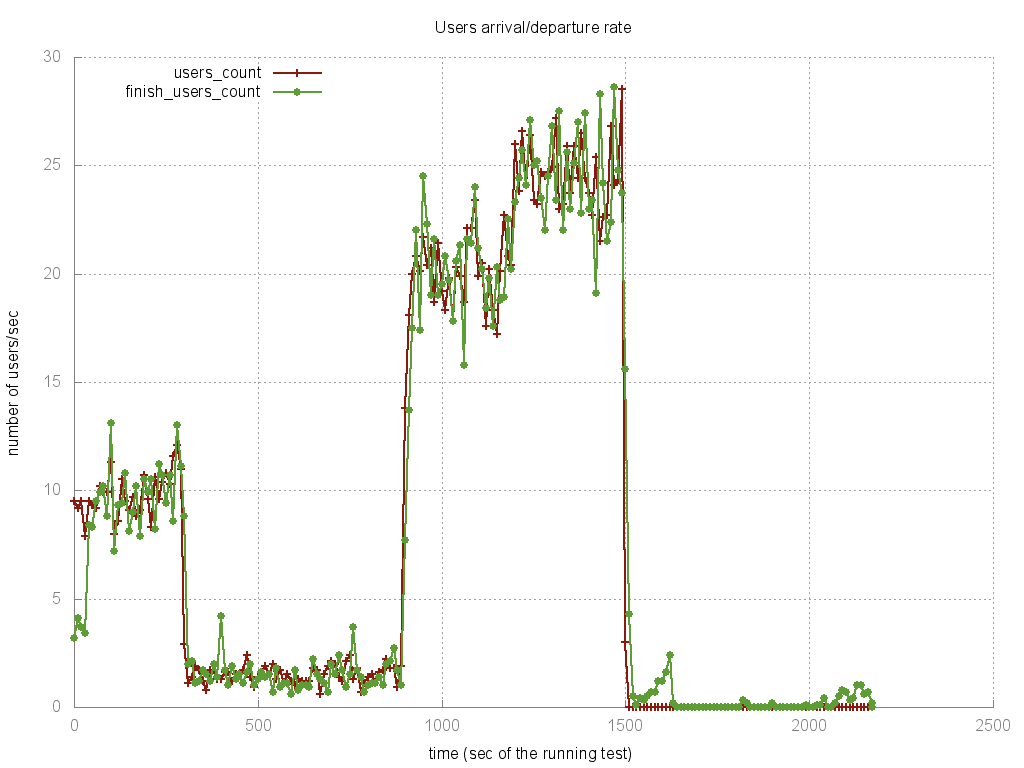 Users arrival/departure rate
users_count
finish_users_count
30
25
20
15
10
5
0
number of users/sec
0 500 1000 1500 2000 2500
time (sec of the running test)